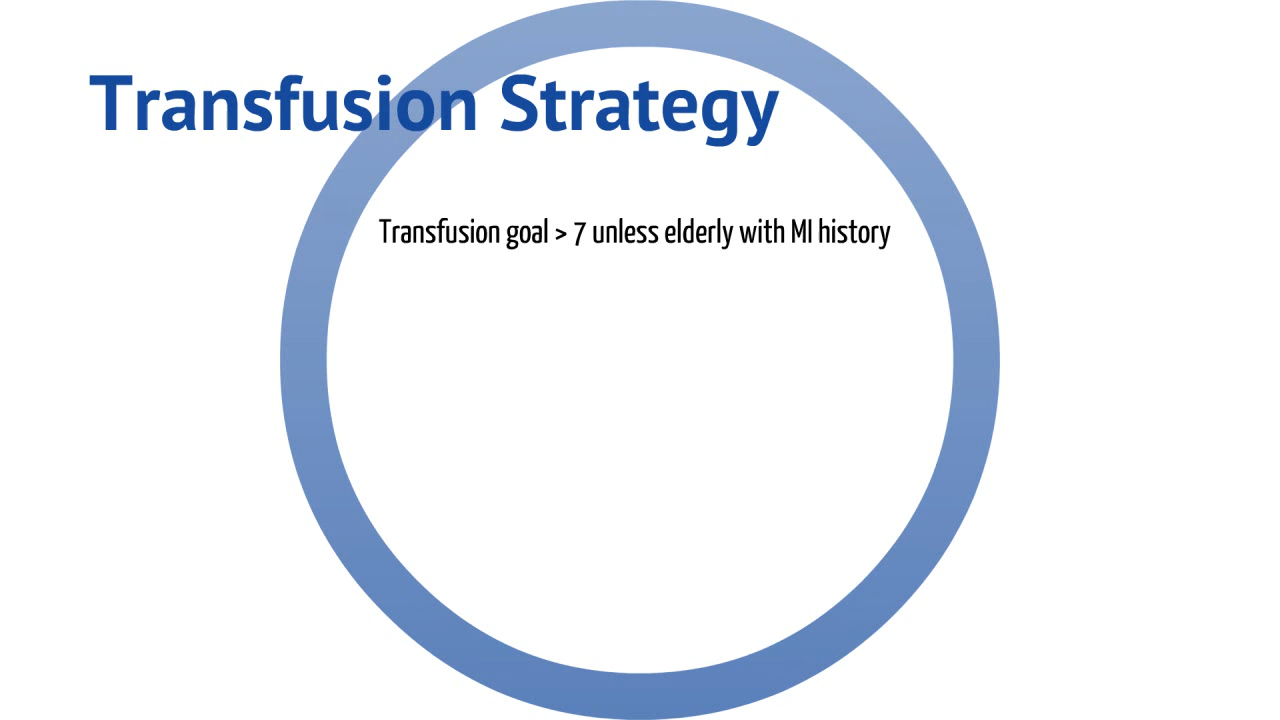 Transfusion Strategy
Transfusion goal > 7 unless elderly with MI history